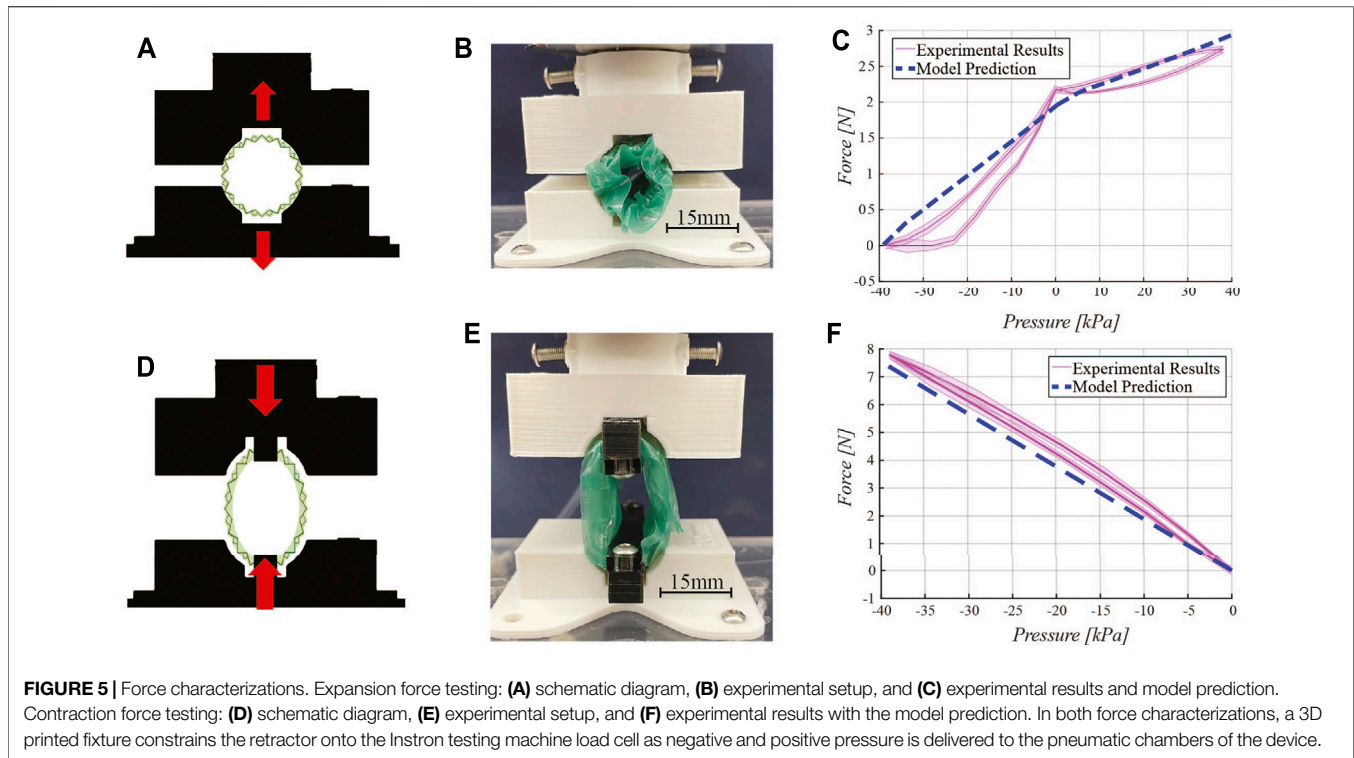 A
B
15mm
C
Experimental Results
Model Prediction
3
2.5
2
1.5
1
05
0
-05
Force [N]
-40 -30 -20 -10 0 10 20 30 40
Pressure [kPa]
D
E
15mm
F
Experimental Results
Model Prediction
8
7
6
5
4
3
2
1
0
-1
Force [N]
-40 -35 -30 -25 -20 -15 -10 -5 0
Pressure [kPa]
FIGURE 5 | Force characterizations. Expansion force testing: (A) schematic diagram, (B) experimental setup, and (C) experimental results and model prediction.
Contraction force testing: (D) schematic diagram, (E) experimental setup, and (F) experimental results with the model prediction. In both force characterizations, a 3D
printed fixture constrains the retractor onto the Instron testing machine load cell as negative and positive pressure is delivered to the pneumatic chambers of the device.